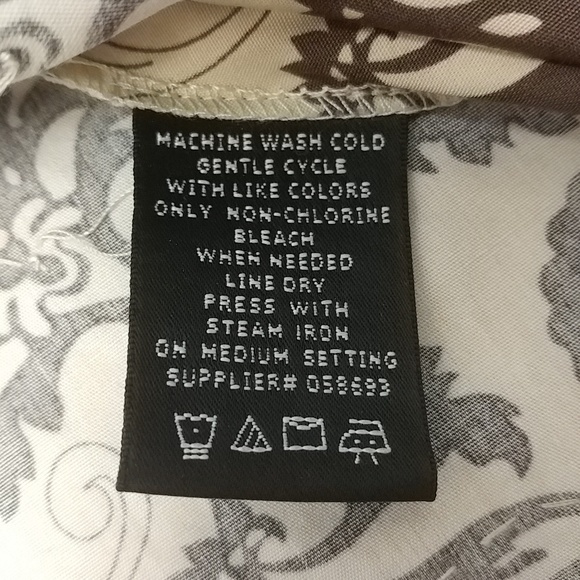 MACHINE WASH COLD
GENTLE CYCLE
WITH LIKE COLORS
ONLY NON-CHLORINE
BLEACH
WHEN NEEDED
LINE DRY
PRESS WITH
STEAM IRON
ON MEDIUM SETTING
SUPPLIER# 058693